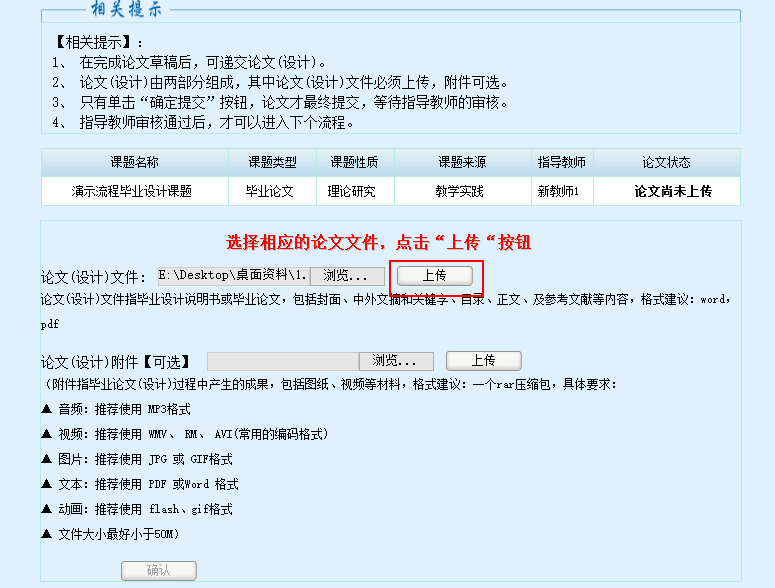 相关提示
【相关提示】：
1、 在完成论文草稿后，可递交论文(设计)。
2、 论文(设计)由两部分组成，其中论文(设计)文件必须上传，附件可选。
3、 只有单击“确定提交”按钮，论文才最终提交，等待指导教师的审核。
4、 指导教师审核通过后，才可以进入下个流程。
课题名称 课题类型 课题性质 课题来源 指导教师 论文状态
演示流程毕业设计课题 毕业论文 理论研究 教学实践 新教师1 论文尚未上传
选择相应的论文文件，点击“上传“按钮
论文(设计)文件: E:\Desktop\桌面资料\1. 浏览... 上传
论文(设计)文件指毕业设计说明书或毕业论文，包括封面、中外文摘和关键字、目录、正文、及参考文献等内容，格式建议：word，
pdf
论文(设计)附件【可选】 浏览... 上传
（附件指毕业论文(设计)过程中产生的成果，包括图纸、视频等材料，格式建议：一个rar压缩包，具体要求：
▲ 音频：推荐使用 MP3格式
▲ 视频：推荐使用 WMV、 RM、 AVI(常用的编码格式)
▲ 图片：推荐使用 JPG 或 GIF格式
▲ 文本：推荐使用 PDF 或Word 格式
▲ 动画：推荐使用 flash、gif格式
▲ 文件大小最好小于50M）
确认